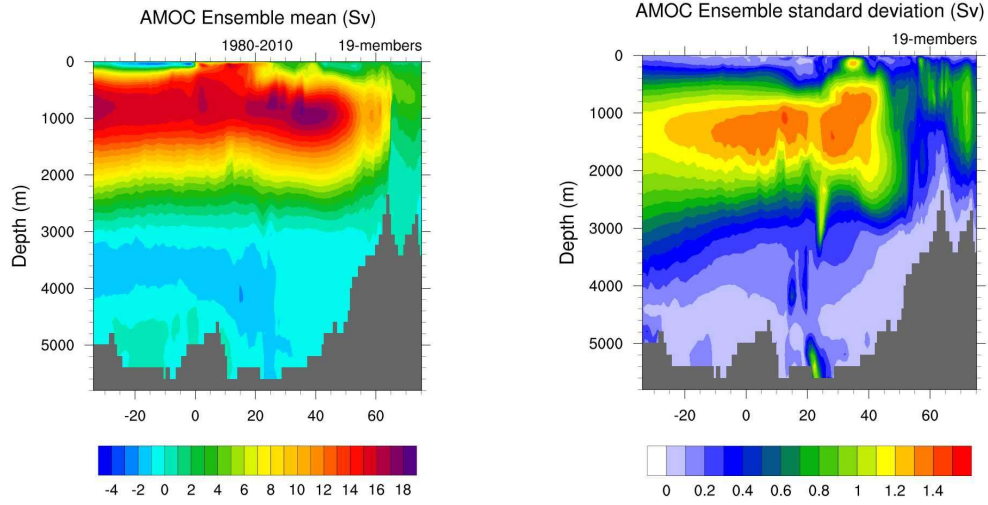 AMOC Ensemble mean (Sv)
1980-2010 19-members
0
1000
2000
3000
4000
5000
Depth (m)
-20 0 20 40 60
-4 -2 0 2 4 6 8 10 12 14 16 18
AMOC Ensemble standard deviation (Sv)
19-members
0
1000
2000
3000
4000
5000
Depth (m)
-20 0 20 40 60
0 0.2 0.4 0.6 0.8 1 1.2 1.4